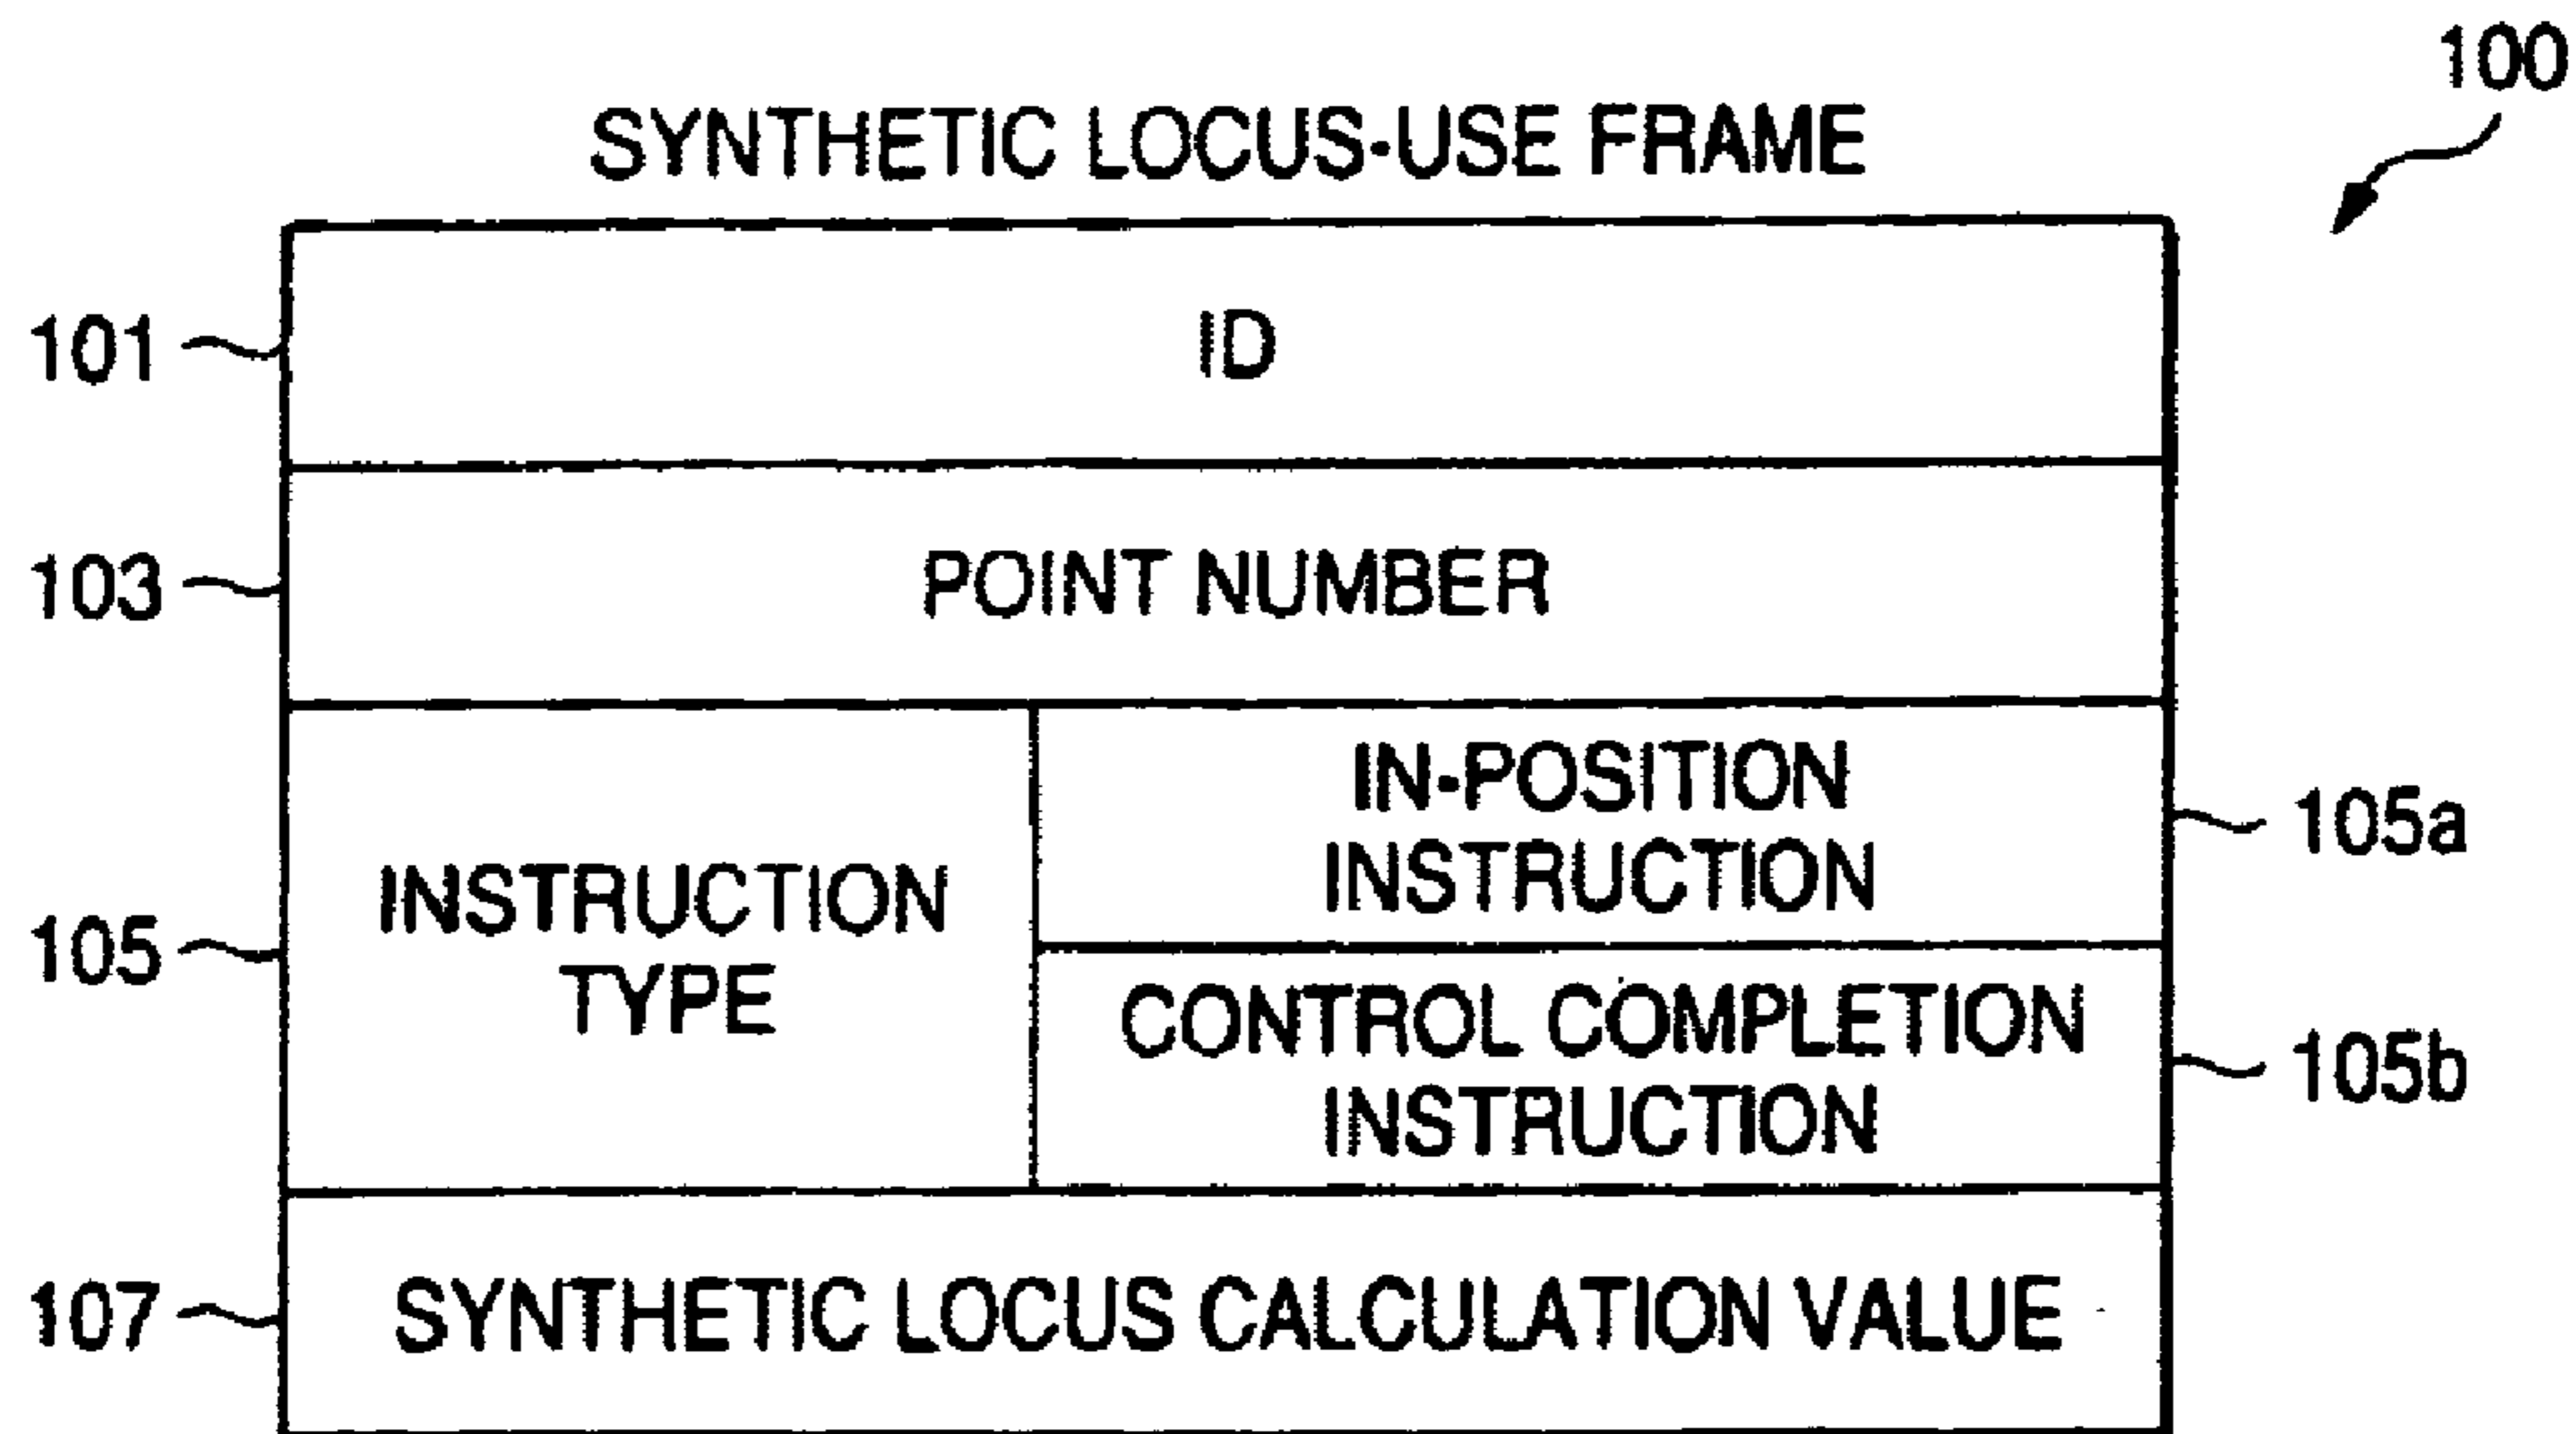 100
SYNTHETIC LOCUS-USE FRAME
101
ID
103
POINT NUMBER
105
INSTRUCTION
TYPE
IN-POSITION
INSTRUCTION
105a
CONTROL COMPLETION
INSTRUCTION
105b
107
SYNTHETIC LOCUS CALCULATION VALUE